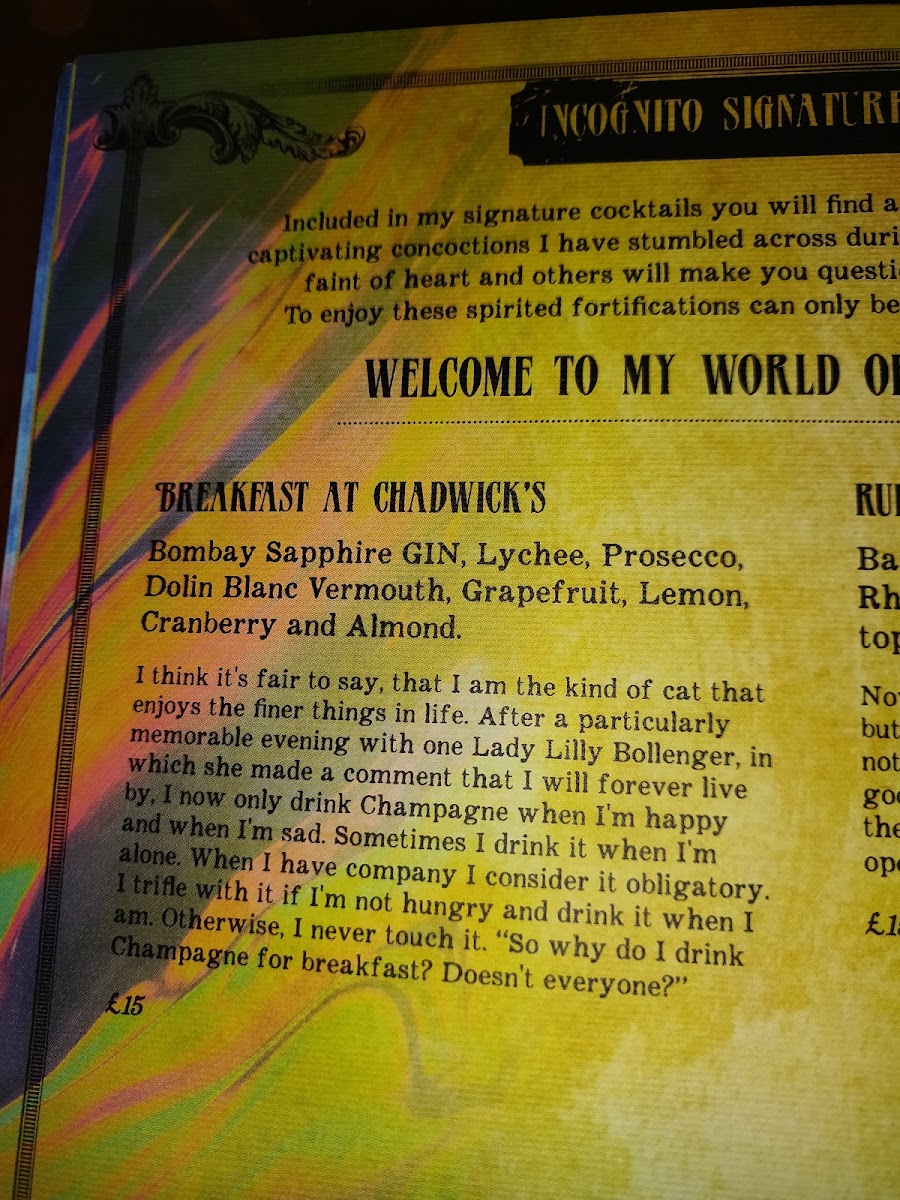 INCOGNITO SIGNATURE
Included in my signature cocktails you will find a
captivating concoctions I have stumbled across duri
faint of heart and others will make you questi
To enjoy these spirited fortifications can only be
WELCOME TO MY WORLD OF
BREAKFAST AT CHADWICK'S
Bombay Sapphire GIN, Lychee, Prosecco,
Dolin Blanc Vermouth, Grapefruit, Lemon,
Cranberry and Almond.
I think it's fair to say, that I am the kind of cat that
enjoys the finer things in life. After a particularly
memorable evening with one Lady Lilly Bollenger, in
which she made a comment that I will forever live
by, I now only drink Champagne when I'm happy
and when I'm sad. Sometimes I drink it when I'm
alone. When I have company I consider it obligatory.
I trifle with it if I'm not hungry and drink it when I
am. Otherwise, I never touch it. “So why do I drink
Champagne for breakfast? Doesn't everyone?”
£15
RU
Ba
Rh
top
No
but
not
goo
the
ope
£1